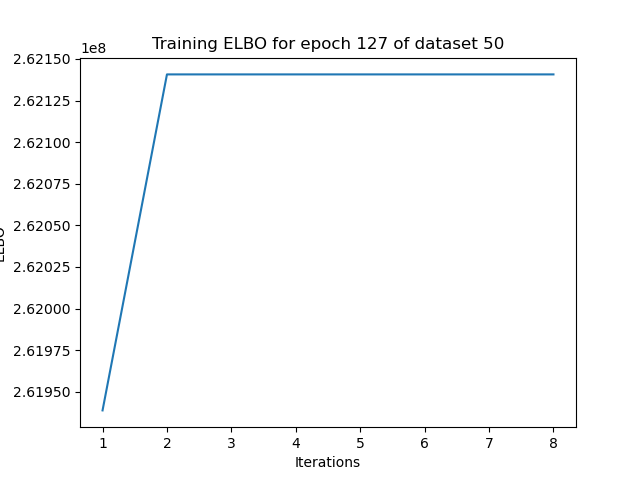 Training ELBO for epoch 127 of dataset 50
1e8
2.62150
2.62125
2.62100
2.62075
2.62050
2.62025
2.62000
2.61975
2.61950
ELBO
1 2 3 4 5 6 7 8
Iterations